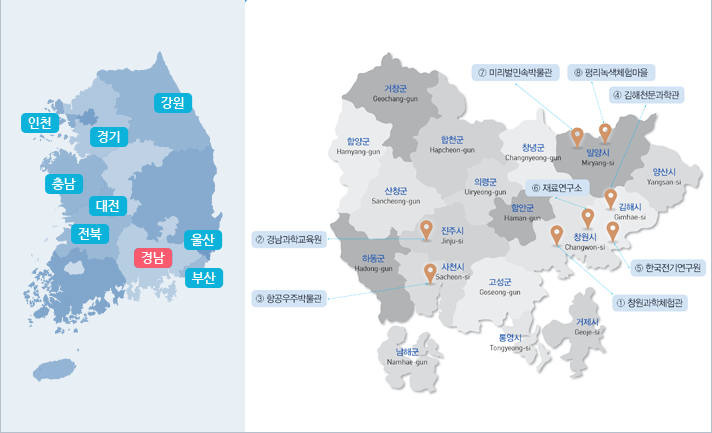 강원
인천
경기
충남
대전
전북
울산
경남
부산
⑦ 미리벌민속박물관
⑧ 평리녹색체험마을
④ 김해천문과학관
거창군
Geochang-gun
함양군
Hamyang-gun
합천군
Hapcheon-gun
창녕군
Changnyeong-gun
밀양시
Miryang-si
양산시
Yangsan-si
산청군
Sancheong-gun
의령군
Uiryeong-gun
⑥ 재료연구소
함안군
Haman-gun
김해시
Gimhae-si
② 경남과학교육원
진주시
Jinju-si
창원시
Changwon-si
하동군
Hadong-gun
사천시
Sacheon-si
⑤ 한국전기연구원
고성군
Goseong-gun
③ 항공우주박물관
① 창원과학체험관
통영시
Tongyeong-si
거제시
Geoje-si
남해군
Namhae-gun